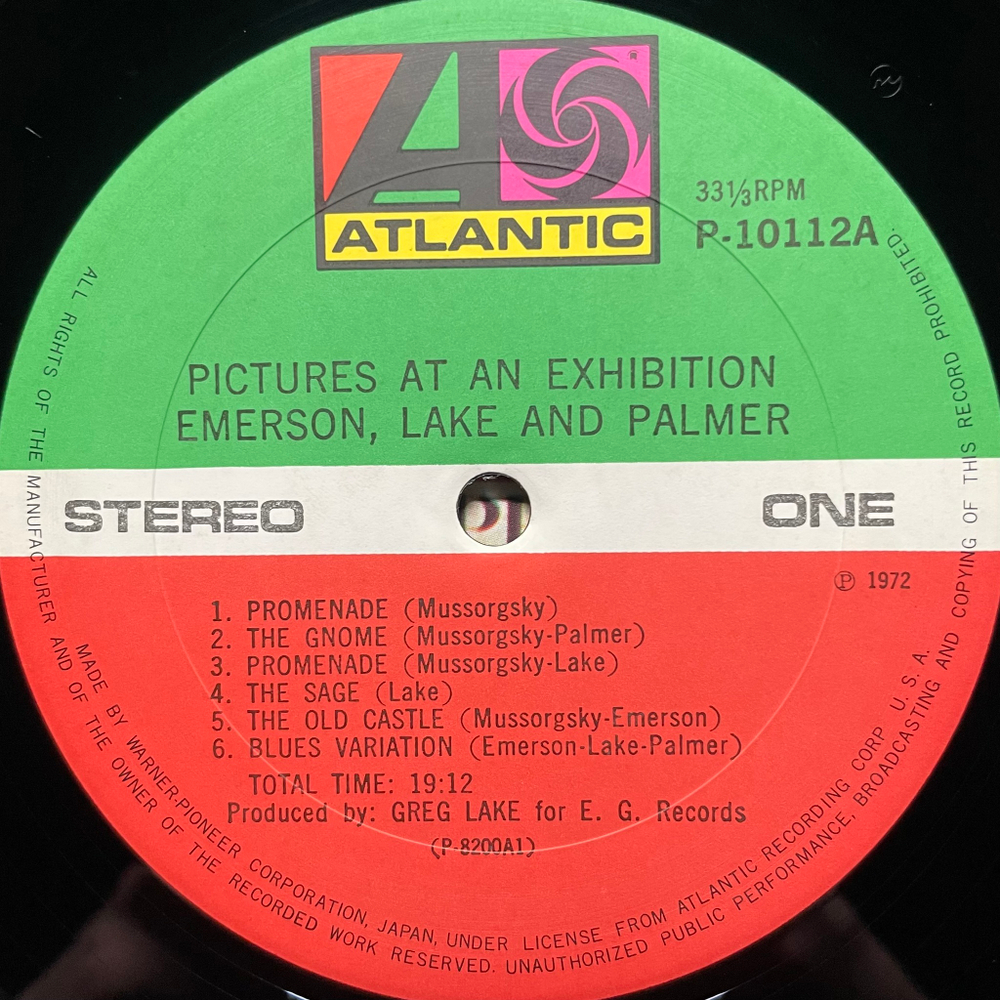 ATLANTIC
33⅓RPM
P-10112A
PICTURES AT AN EXHIBITION
EMERSON, LAKE AND PALMER
STEREO
ONE
℗ 1972
1. PROMENADE (Mussorgsky)
2. THE GNOME (Mussorgsky-Palmer)
3. PROMENADE (Mussorgsky-Lake)
4. THE SAGE (Lake)
5. THE OLD CASTLE (Mussorgsky-Emerson)
6. BLUES VARIATION (Emerson-Lake-Palmer)
TOTAL TIME: 19:12
Produced by: GREG LAKE for E. G. Records
(P-8200A1)
MADE BY WARNER-PIONEER CORPORATION, JAPAN, UNDER LICENSE FROM ATLANTIC RECORDING CORP U. S. A.
ALL RIGHTS OF THE MANUFACTURER AND OF THE OWNER OF THE RECORDED WORK RESERVED. UNAUTHORIZED PUBLIC PERFORMANCE, BROADCASTING AND COPYING OF THIS RECORD PROHIBITED.